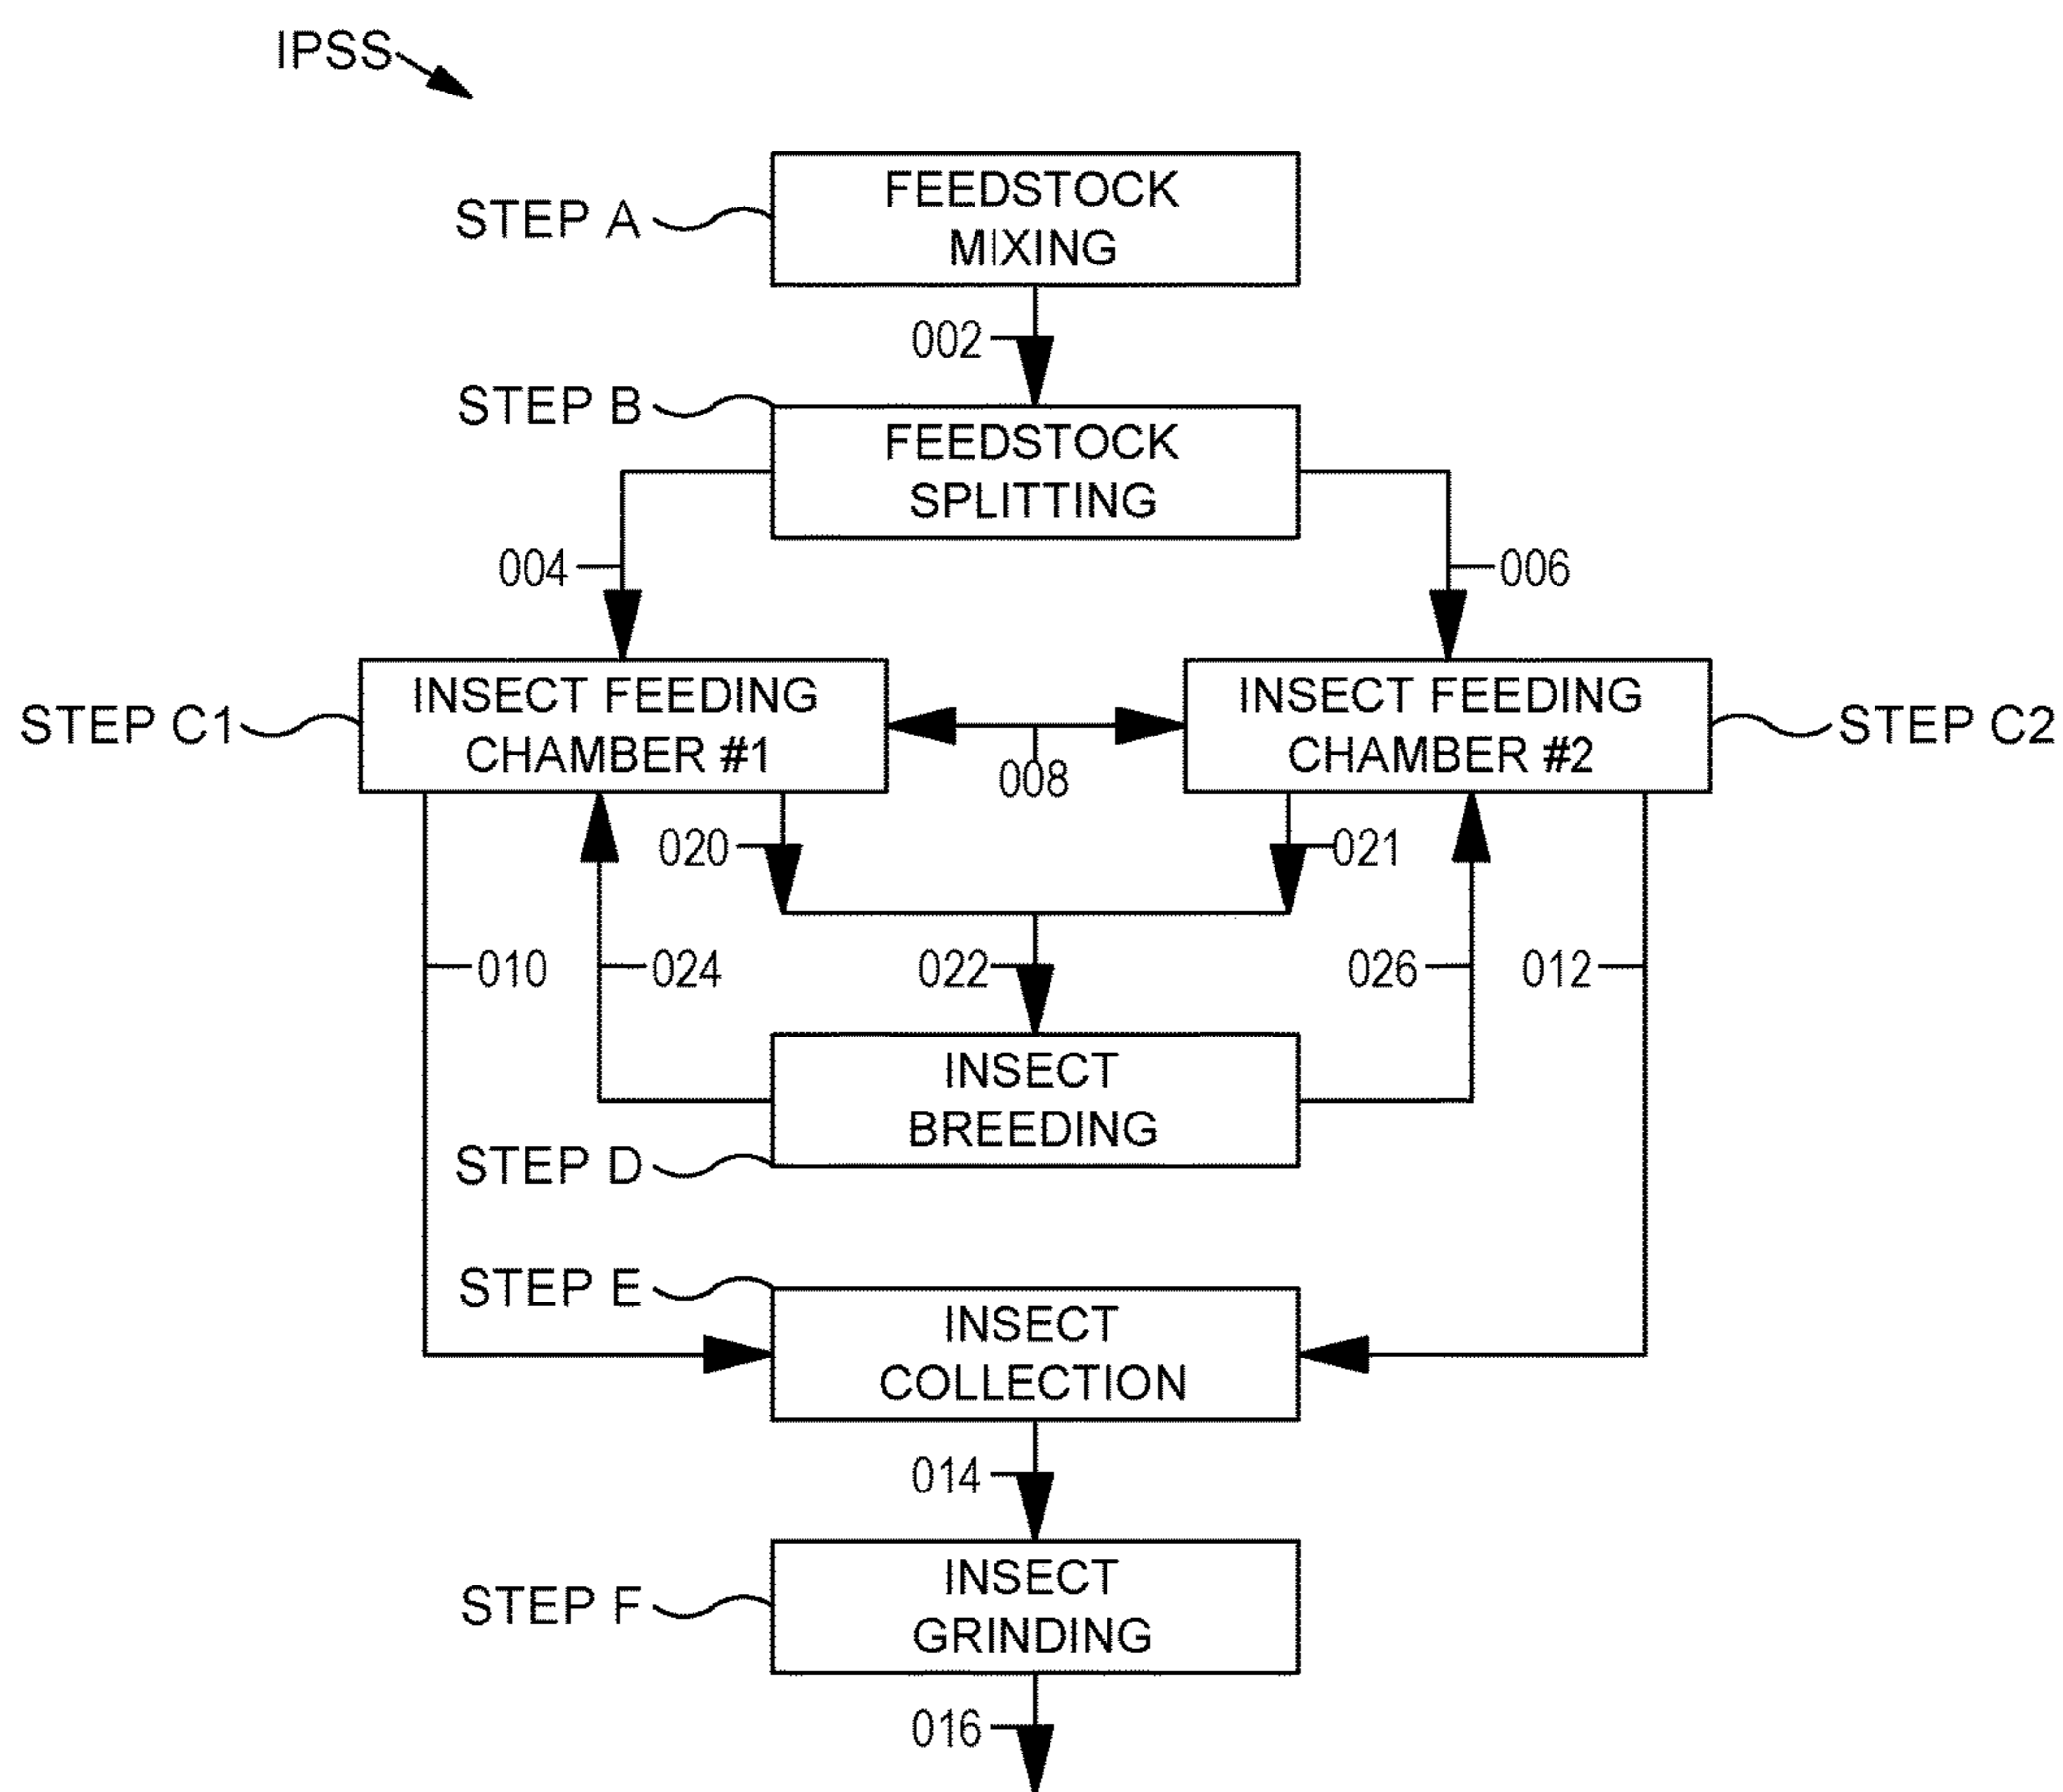 IPSS
FEEDSTOCK
MIXING
STEP A
002
STEP B
FEEDSTOCK
SPLITTING
004
006
INSECT FEEDING
CHAMBER #1
INSECT FEEDING
CHAMBER #2
STEP C1
STEP C2
008
020
021
010
024
022
026
012
INSECT
BREEDING
STEP D
STEP E
INSECT
COLLECTION
014
INSECT
GRINDING
STEP F
016